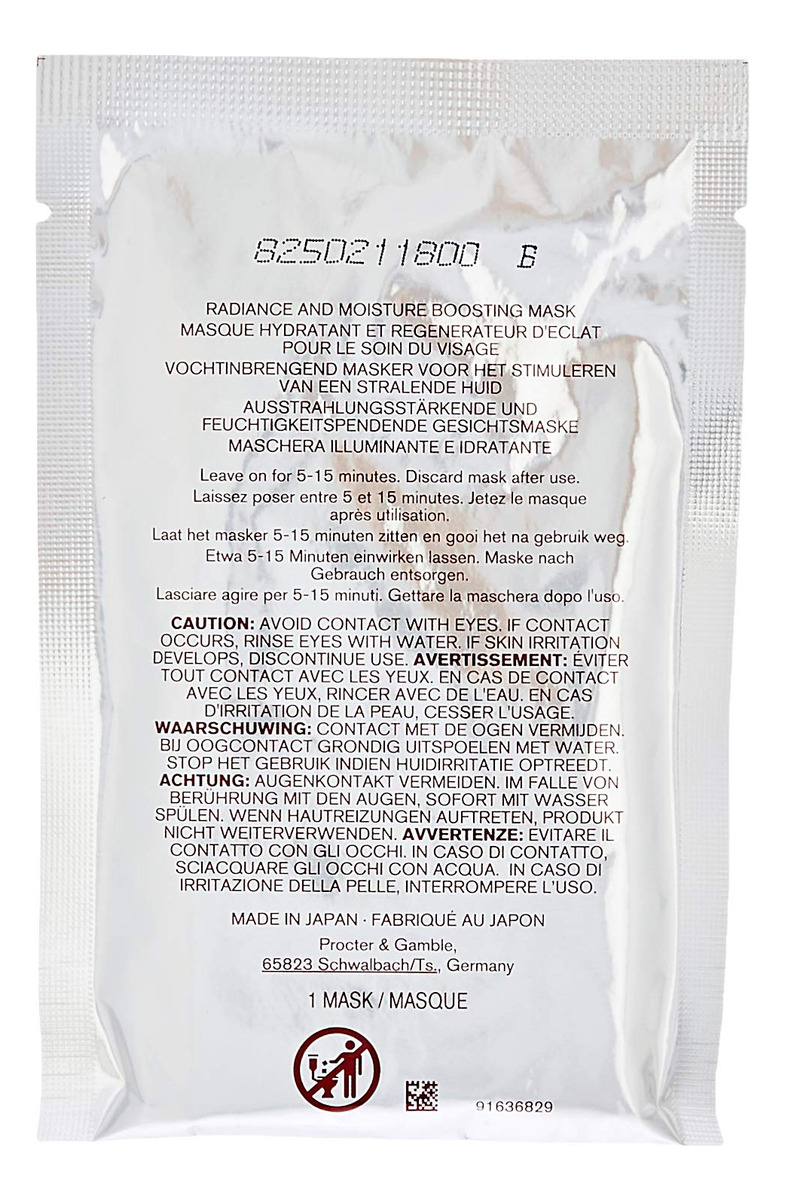 8250211800 B
RADIANCE AND MOISTURE BOOSTING MASK
MASQUE HYDRATANT ET REGENERATEUR D'ECLAT
POUR LE SOIN DU VISAGE
VOCHTINBRENGEND MASKER VOOR HET STIMULEREN
VAN EEN STRALENDE HUID
AUSSTRAHLUNGSSTÄRKENDE UND
FEUCHTIGKEITSPENDENDE GESICHTSMASKE
MASCHERA ILLUMINANTE E IDRATANTE
Leave on for 5-15 minutes. Discard mask after use.
Laissez poser entre 5 et 15 minutes. Jetez le masque
après utilisation.
Laat het masker 5-15 minuten zitten en gooi het na gebruik weg.
Etwa 5-15 Minuten einwirken lassen. Maske nach
Gebrauch entsorgen.
Lasciare agire per 5-15 minuti. Gettare la maschera dopo l'uso.
CAUTION: AVOID CONTACT WITH EYES. IF CONTACT
OCCURS, RINSE EYES WITH WATER. IF SKIN IRRITATION
DEVELOPS, DISCONTINUE USE. AVERTISSEMENT: ÉVITER
TOUT CONTACT AVEC LES YEUX. EN CAS DE CONTACT
AVEC LES YEUX, RINCER AVEC DE L'EAU. EN CAS
D'IRRITATION DE LA PEAU, CESSER L'USAGE.
WAARSCHUWING: CONTACT MET DE OGEN VERMIJDEN.
BIJ OOGCONTACT GRONDIG UITSPOELEN MET WATER.
STOP HET GEBRUIK INDIEN HUIDIRRITATIE OPTREEDT.
ACHTUNG: AUGENKONTAKT VERMEIDEN. IM FALLE VON
BERÜHRUNG MIT DEN AUGEN, SOFORT MIT WASSER
SPÜLEN. WENN HAUTREIZUNGEN AUFTRETEN, PRODUKT
NICHT WEITERVERWENDEN. AVVERTENZE: EVITARE IL
CONTATTO CON GLI OCCHI. IN CASO DI CONTATTO,
SCIACQUARE GLI OCCHI CON ACQUA. IN CASO DI
IRRITAZIONE DELLA PELLE, INTERROMPERE L'USO.
MADE IN JAPAN · FABRIQUÉ AU JAPON
Procter & Gamble,
65823 Schwalbach/Ts., Germany
1 MASK / MASQUE
91636829